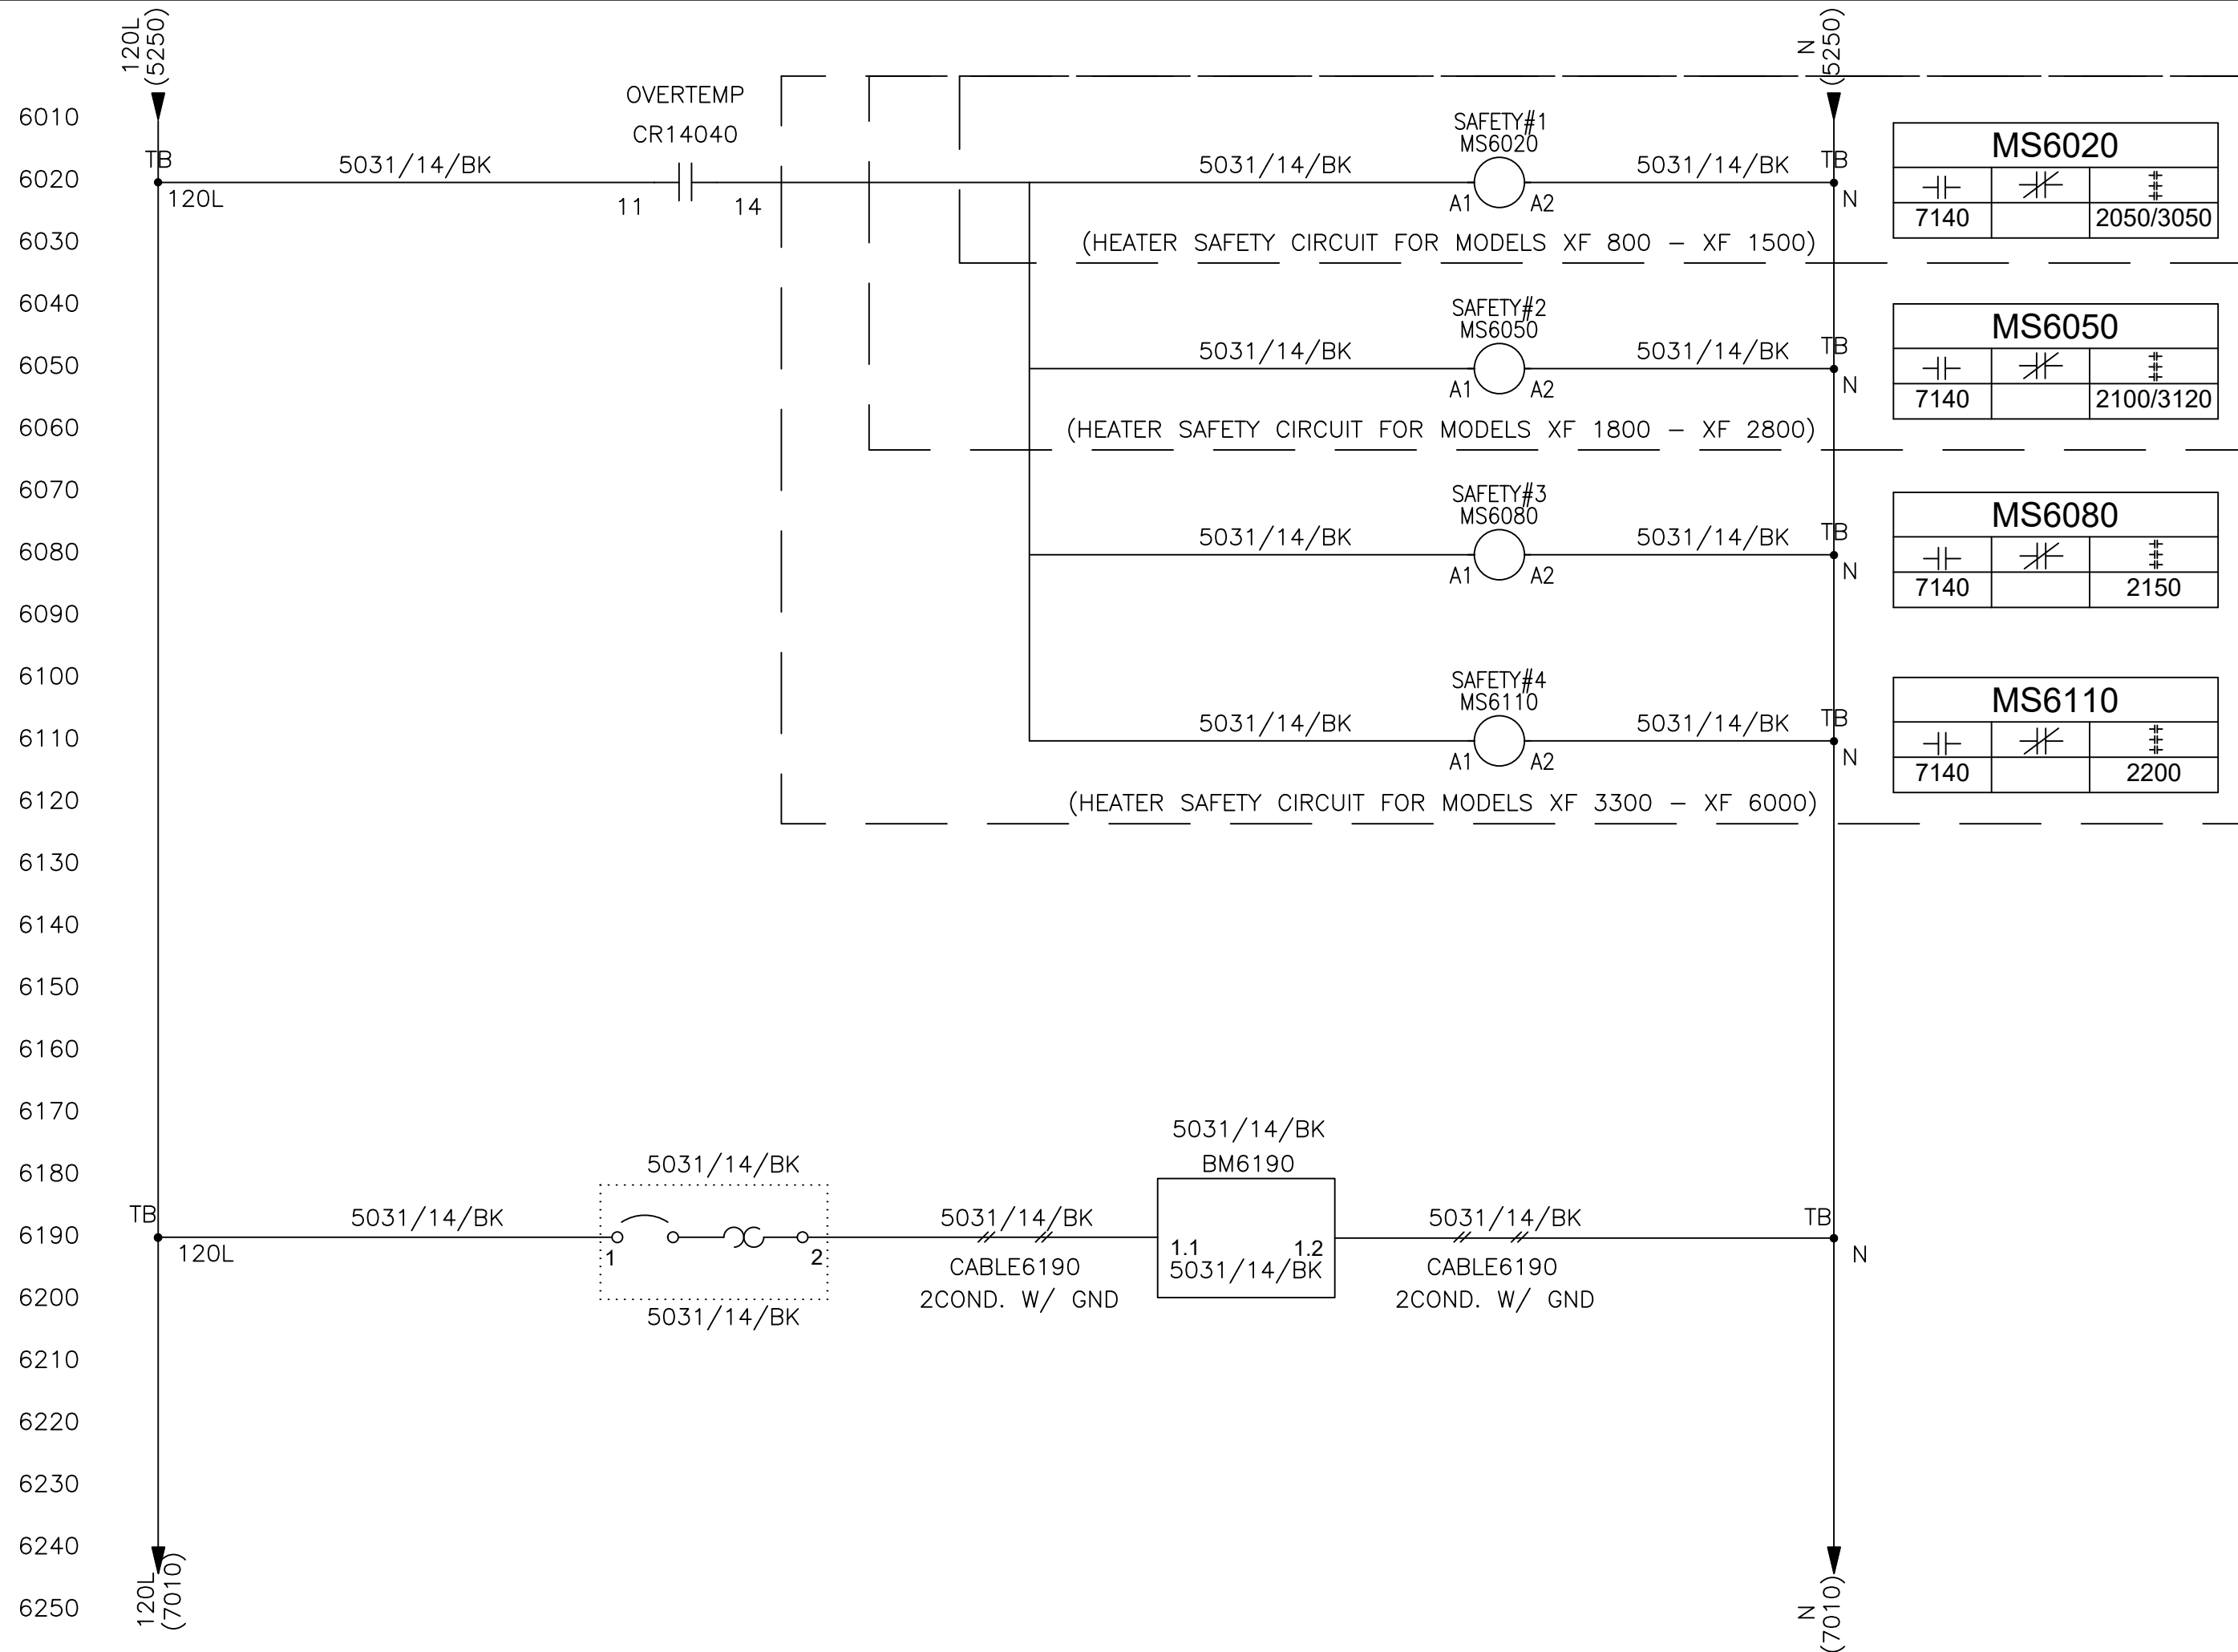 120L
(5250)
N
(5250)
6010
OVERTEMP
CR14040
SAFETY#1
MS6020
MS6020
6020
TB
120L
5031/14/BK
11
14
5031/14/BK
A1
A2
5031/14/BK
TB
N
7140
2050/3050
6030
(HEATER SAFETY CIRCUIT FOR MODELS XF 800 - XF 1500)
6040
SAFETY#2
MS6050
MS6050
6050
5031/14/BK
A1
A2
5031/14/BK
TB
N
7140
2100/3120
6060
(HEATER SAFETY CIRCUIT FOR MODELS XF 1800 - XF 2800)
6070
SAFETY#3
MS6080
MS6080
6080
5031/14/BK
A1
A2
5031/14/BK
TB
N
7140
2150
6090
6100
SAFETY#4
MS6110
MS6110
6110
5031/14/BK
A1
A2
5031/14/BK
TB
N
7140
2200
6120
(HEATER SAFETY CIRCUIT FOR MODELS XF 3300 - XF 6000)
6130
6140
6150
6160
6170
5031/14/BK
6180
5031/14/BK
BM6190
6190
TB
120L
5031/14/BK
1
2
5031/14/BK
5031/14/BK
CABLE6190
2COND. W/ GND
1.1
1.2
5031/14/BK
5031/14/BK
CABLE6190
2COND. W/ GND
TB
N
6200
6210
6220
6230
6240
6250
120L
(7010)
N
(7010)